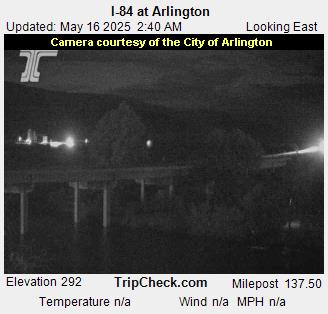 I-84 at Arlington
Updated: May 16 2025 2:40 AM Looking East
Camera courtesy of the City of Arlington
Elevation 292 TripCheck.com Milepost 137.50
Temperature n/a Wind n/a MPH n/a